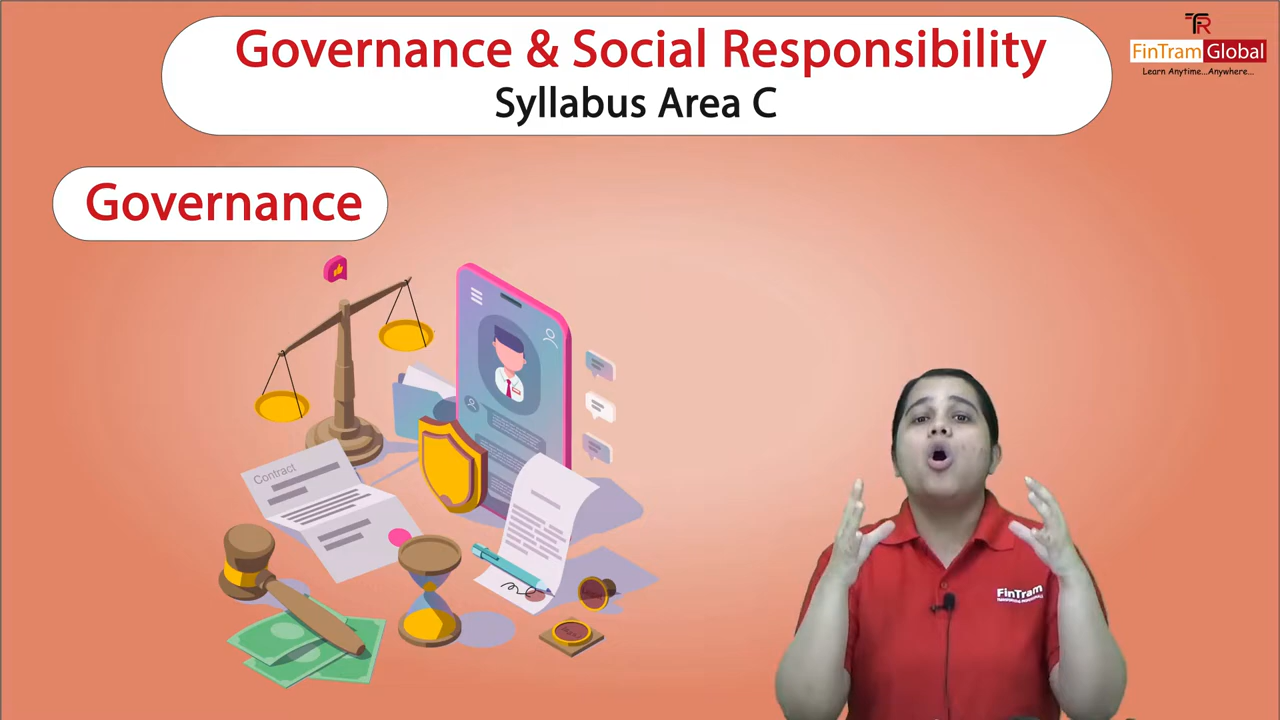 Governance & Social Responsibility
Syllabus Area C
FinTram Global
Learn Anytime...Anywhere...
Governance
Contract
FinTram